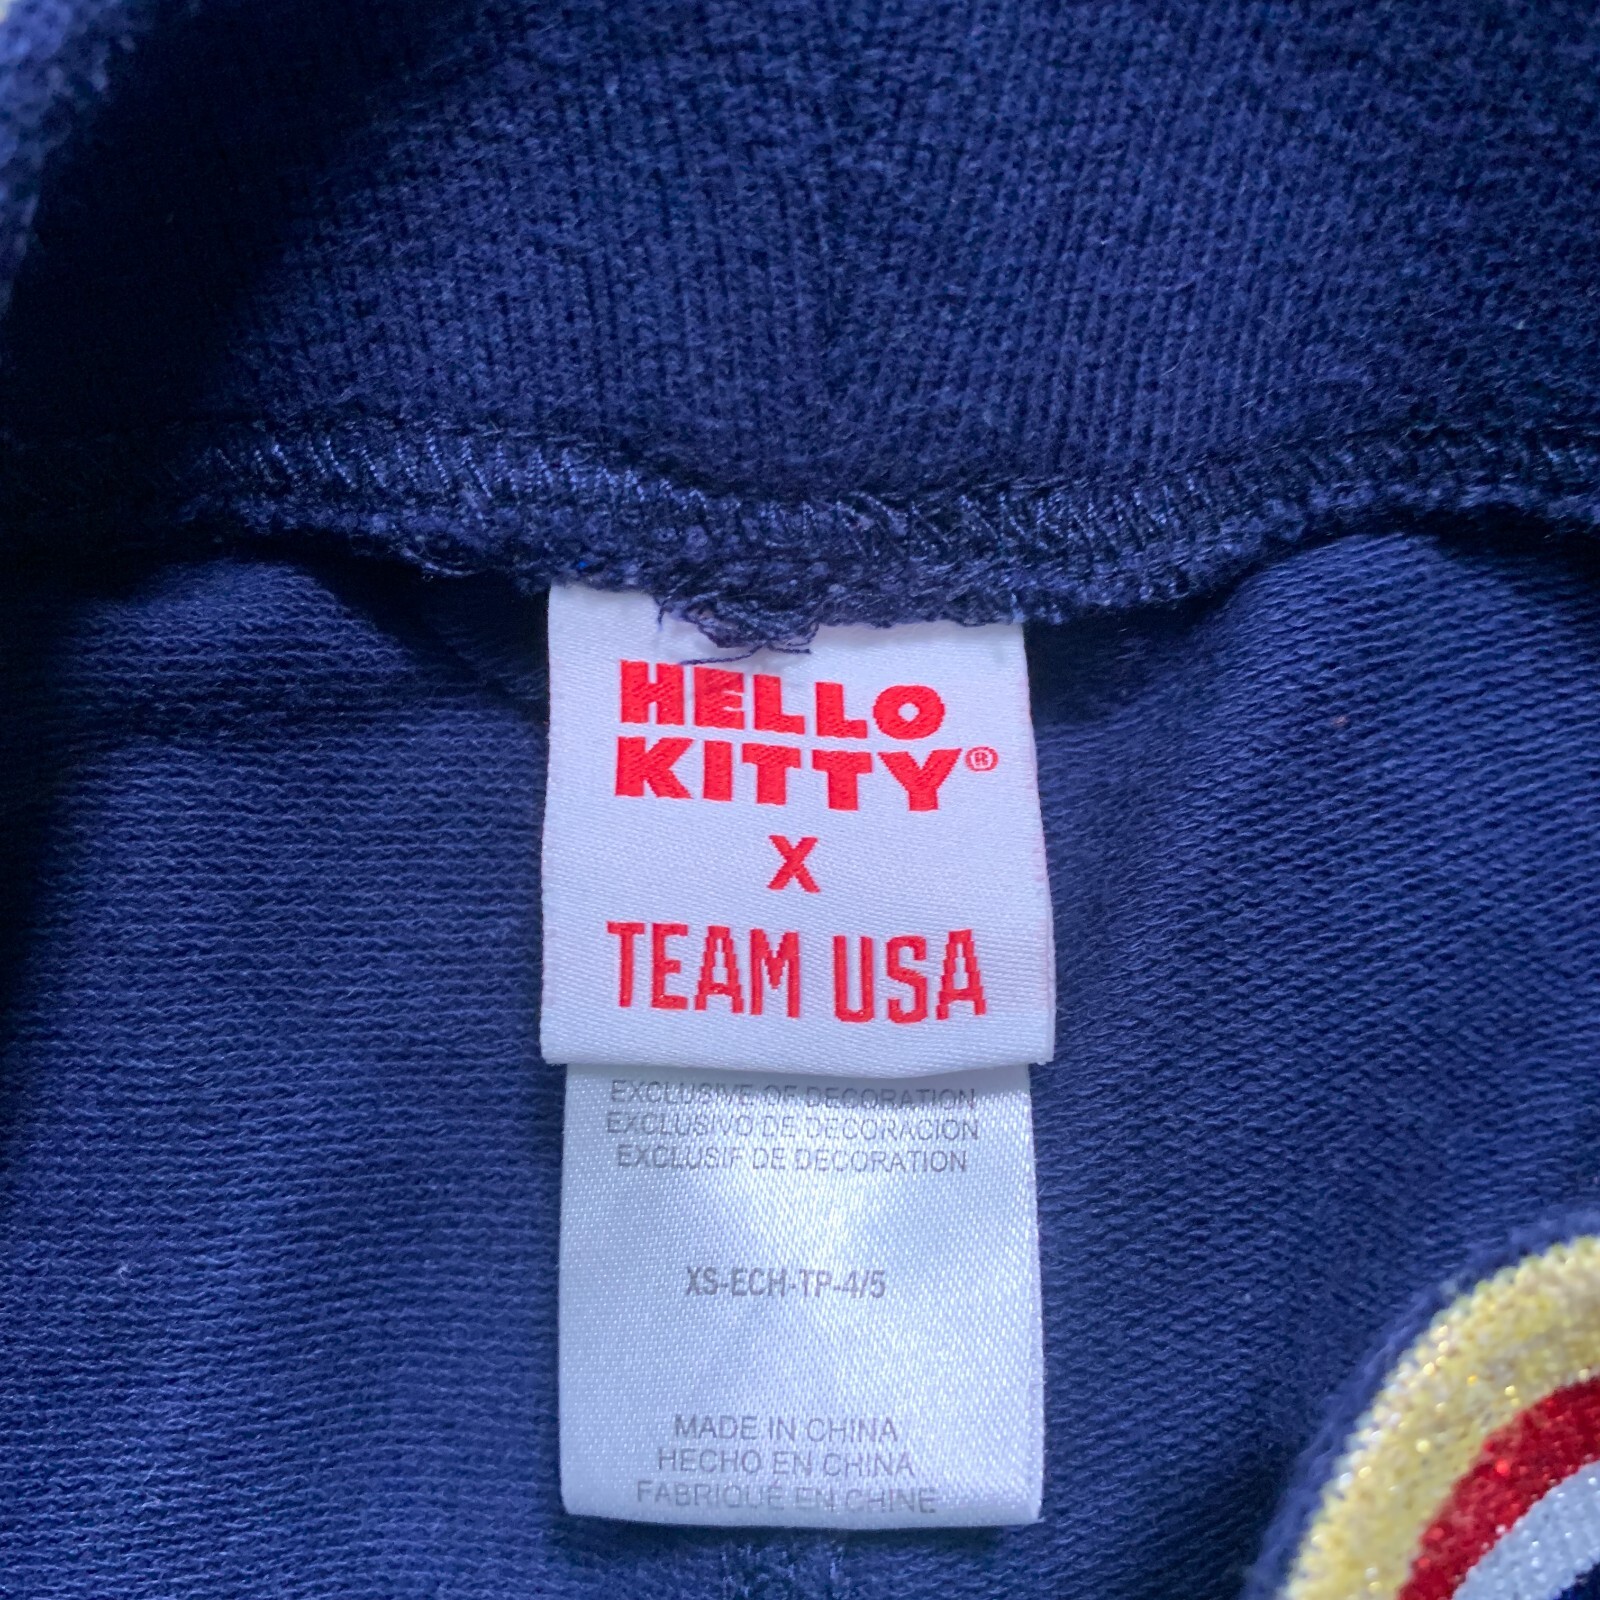 HELLO
KITTY®
X
TEAM USA
EXCLUSIVE OF DECORATION
EXCLUSIVO DE DECORACION
EXCLUSIF DE DECORATION
XS-ECH-TP-4/5
MADE IN CHINA
HECHO EN CHINA
FABRIQUÉ EN CHINE